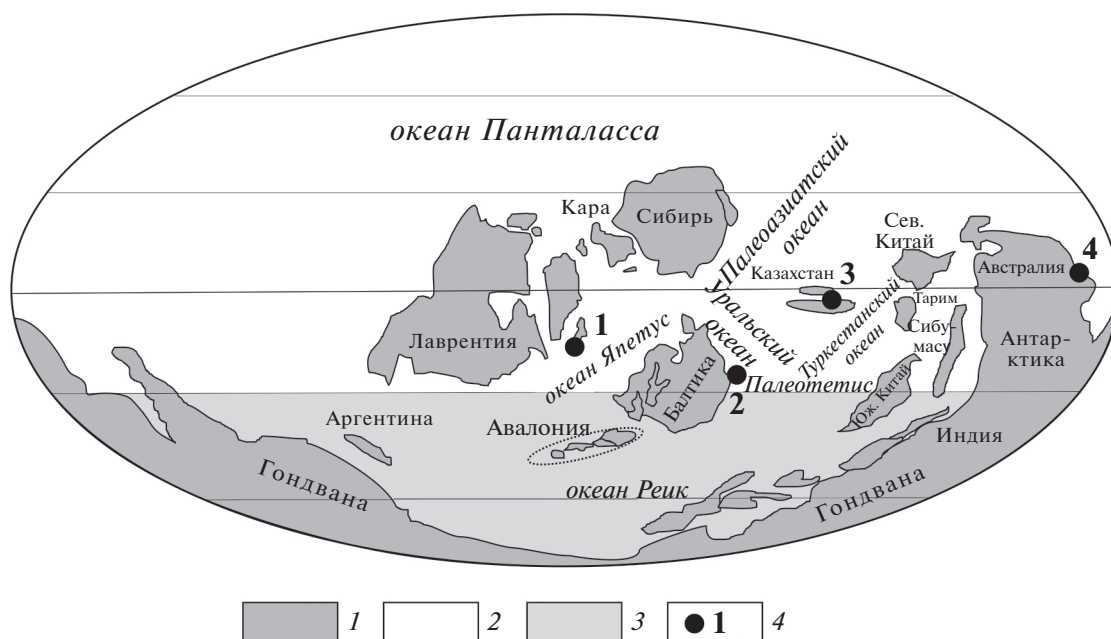 океан Панталасса
Палеоазиатский
океан
Кара
Сибирь
Сев.
Китай
Казахстан
3
Австралия
4
Уральский
океан
Туркестанский
океан
Тарим
Сибу-
масу
1
океан Япетус
Лаврентия
Антар-
ктика
Балтика
2
Палеотетис
Юж. Китай
Аргентина
Авалония
Индия
Гондвана
океан Реик
Гондвана
1 2 3 1 4